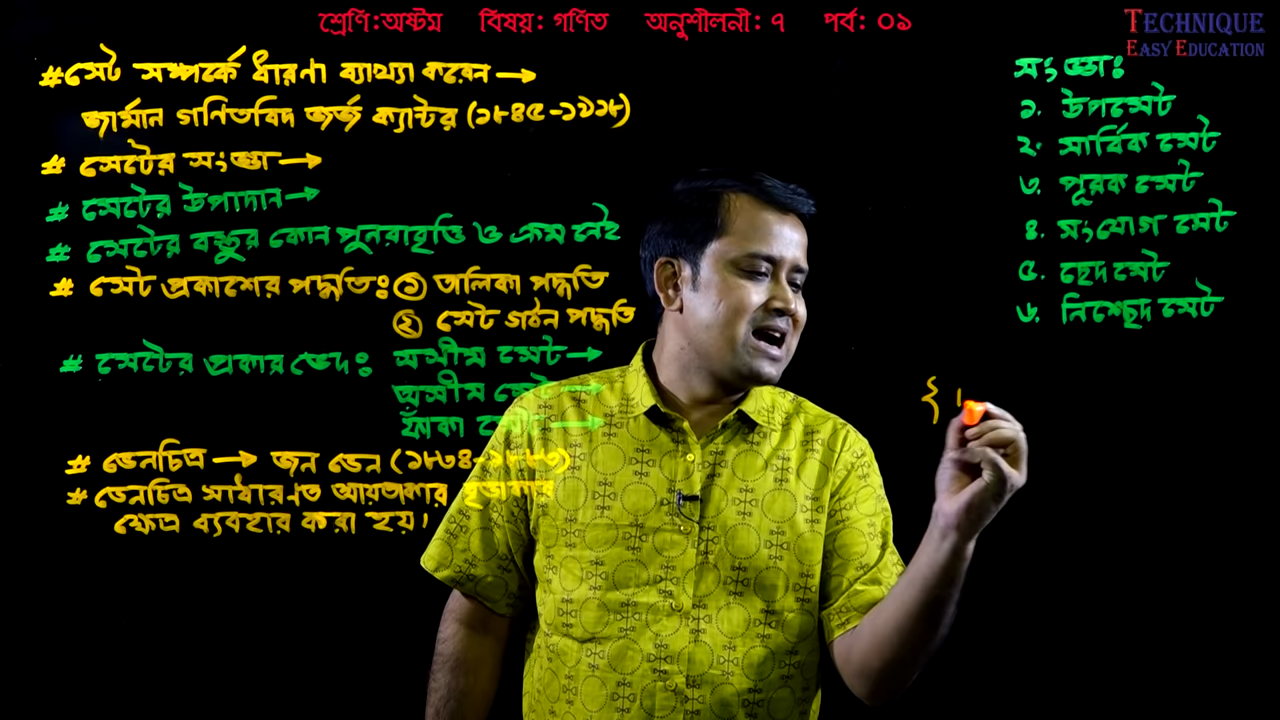 শ্রেণি:অষ্টম বিষয়: গণিত অনুশীলনী: ৭ পর্ব: ০১
TECHNIQUE
EASY EDUCATION
# সেট সম্পর্কে ধারণা ব্যাখ্যা করেন →
জার্মান গণিতবিদ জর্জ ক্যান্টর (১৮৪৫-১৯১৮)
# সেটের সংজ্ঞা →
# সেটের উপাদান →
# সেটের বস্তুর কোন পুনরাবৃত্তি ও ক্রম নেই
# সেট প্রকাশের পদ্ধতি: ① তালিকা পদ্ধতি
② সেট গঠন পদ্ধতি
# সেটের প্রকারভেদ: সসীম সেট →
অসীম সেট →
ফাঁকা সেট →
# ভেনচিত্র → জন ভেন (১৮৩৪-১৮৮৩)
# ভেনচিত্র সাধারণত আয়তাকার বৃত্তাকার
ক্ষেত্র ব্যবহার করা হয়।
সংজ্ঞা:
১. উপসেট
২. সার্বিক সেট
৩. পূরক সেট
৪. সংযোগ সেট
৫. ছেদ সেট
৬. নিশ্ছেদ সেট
{